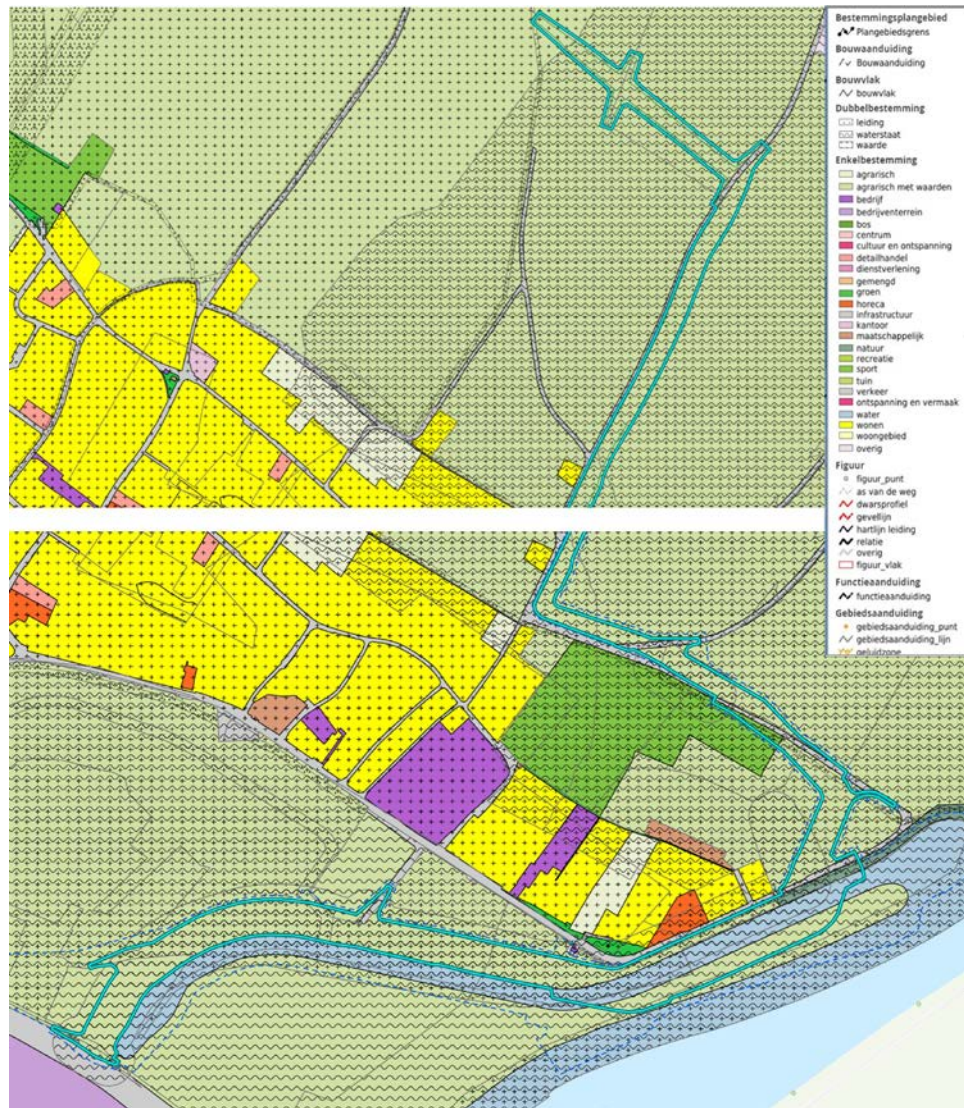 Bestemmingsplangebied
Plangebiedsgrens
Bouwaanduiding
Bouwaanduiding
Bouwvlak
bouwvlak
Dubbelbestemming
leiding
waterstaat
waarde
Enkelbestemming
agrarisch
agrarisch met waarden
bedrijf
bedrijventerrein
bos
centrum
cultuur en ontspanning
detailhandel
dienstverlening
gemengd
groen
horeca
infrastructuur
kantoor
maatschappelijk
natuur
recreatie
sport
tuin
verkeer
ontspanning en vermaak
water
wonen
woongebied
overig
Figuur
figuur_punt
as van de weg
dwarsprofiel
gevellijn
hartlijn leiding
relatie
overig
figuur_vlak
Functieaanduiding
functieaanduiding
Gebiedsaanduiding
gebiedsaanduiding_punt
gebiedsaanduiding_lijn
geluidzone